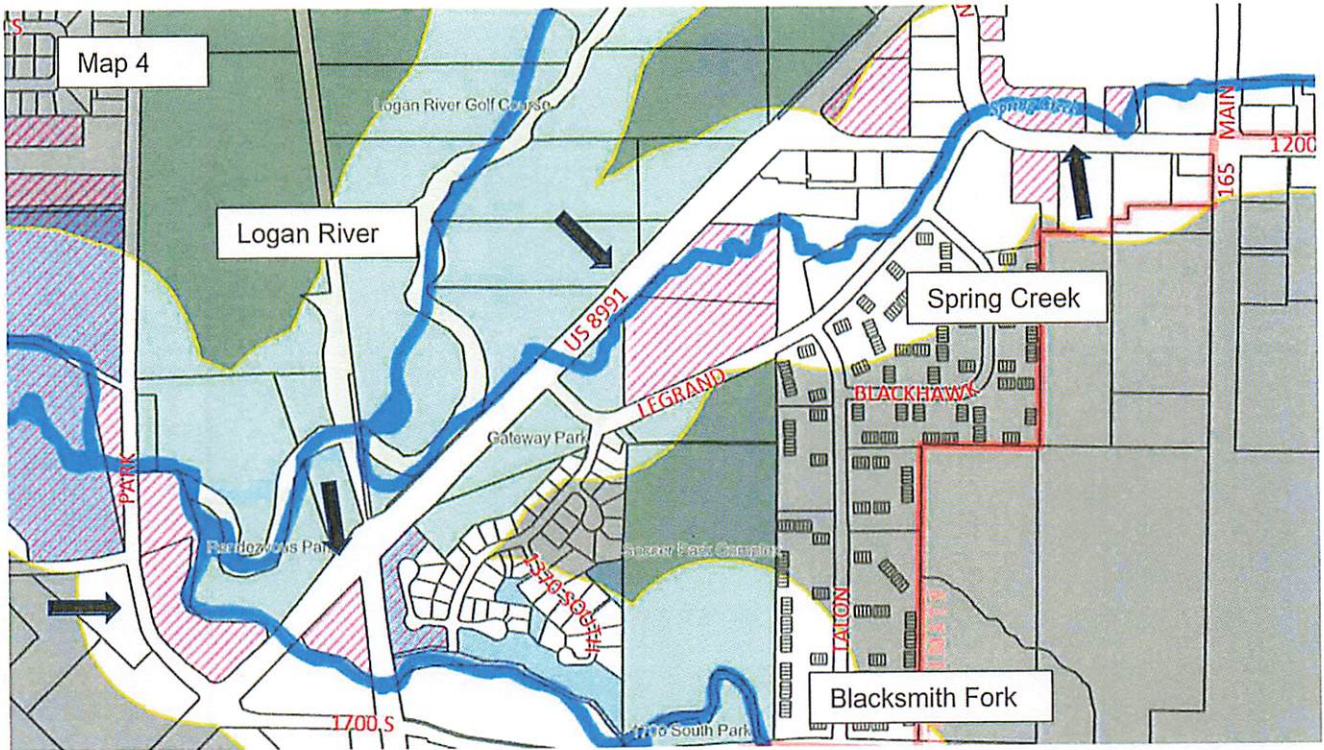 S
Map 4
N
Logan River Golf Course
Spring Creek
MAIN
1200
165
Logan River
US 8991
Spring Creek
LEGRAND
BLACKHAWK
Gateway Park
PARK
Rendezvous Park
Soccer Park Complex
1370 SOUTH
TALON
Blacksmith Fork
1700 S
1700 South Park